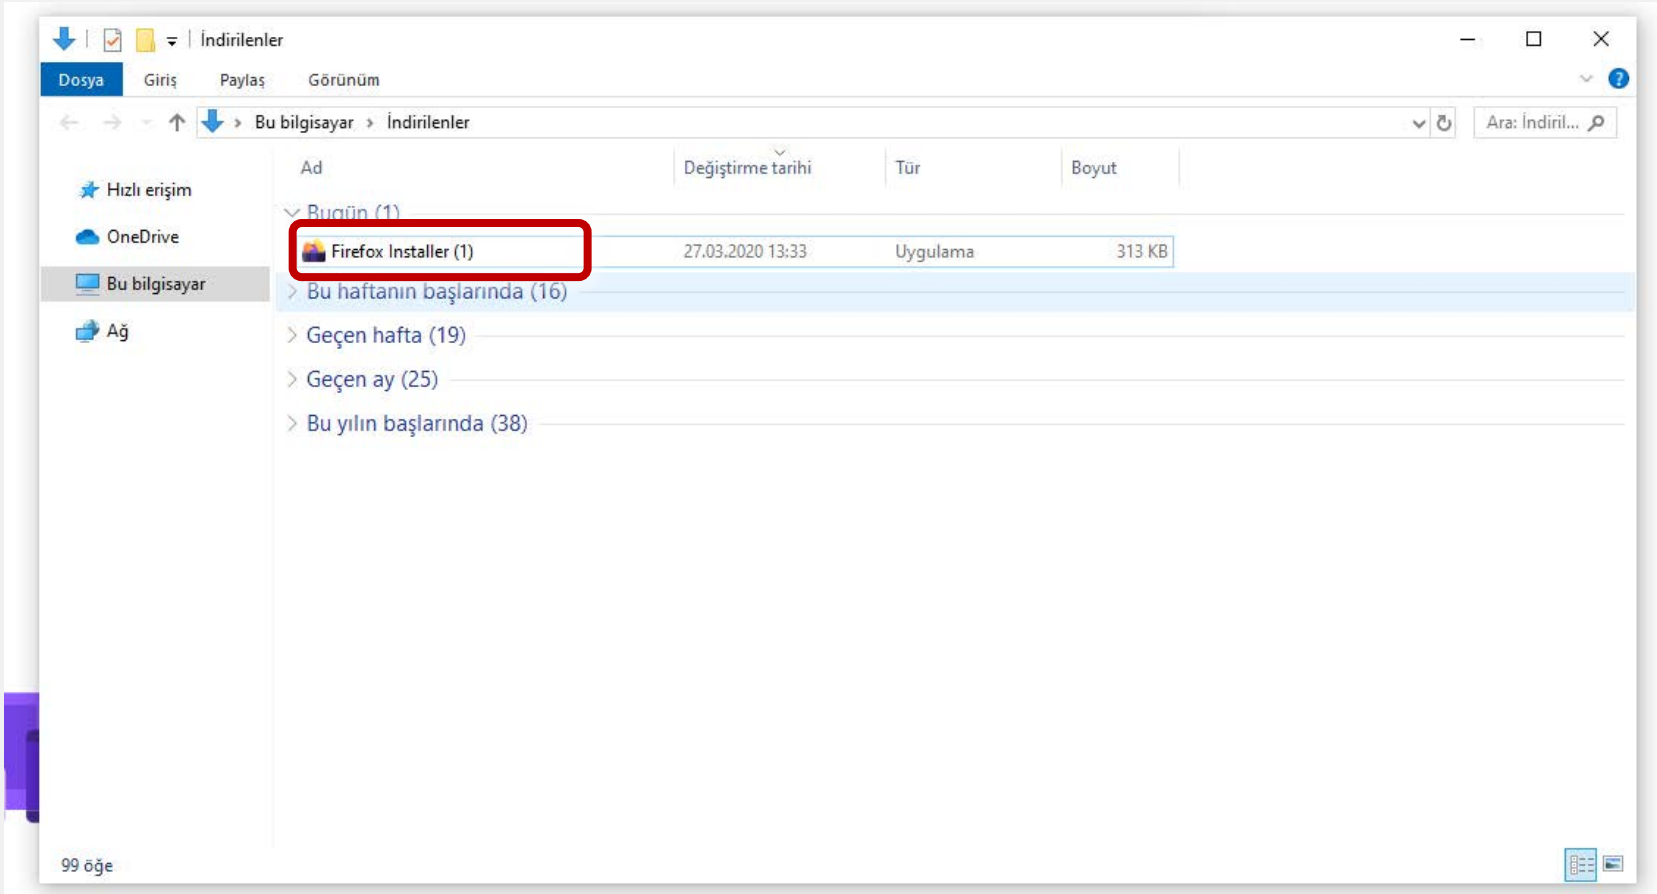 İndirilenler
Dosya Giriş Paylaş Görünüm
Bu bilgisayar > İndirilenler
Ara: İndiril...
Ad Değiştirme tarihi Tür Boyut
Hızlı erişim
OneDrive
Bu bilgisayar
Ağ
Bugün (1)
Firefox Installer (1) 27.03.2020 13:33 Uygulama 313 KB
Bu haftanın başlarında (16)
Geçen hafta (19)
Geçen ay (25)
Bu yılın başlarında (38)
99 öğe